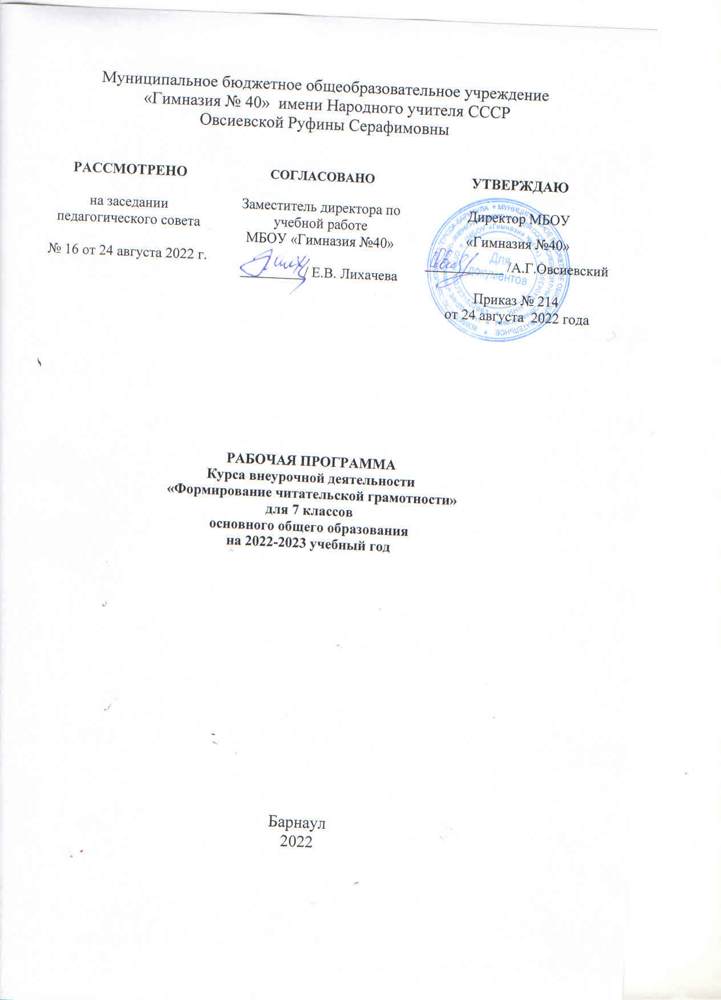 Муниципальное бюджетное общеобразовательное учреждение
«Гимназия № 40» имени Народного учителя СССР
Овсиевской Руфины Серафимовны
РАССМОТРЕНО
на заседании
педагогического совета
№ 16 от 24 августа 2022 г.
СОГЛАСОВАНО
Заместитель директора по
учебной работе
МБОУ «Гимназия №40»
/ Е.В. Лихачева
УТВЕРЖДАЮ
Директор МБОУ
«Гимназия №40»
/А.Г.Овсиевский
Приказ № 214
от 24 августа 2022 года
Для
документов
РАБОЧАЯ ПРОГРАММА
Курса внеурочной деятельности
«Формирование читательской грамотности»
для 7 классов
основного общего образования
на 2022-2023 учебный год
Барнаул
2022